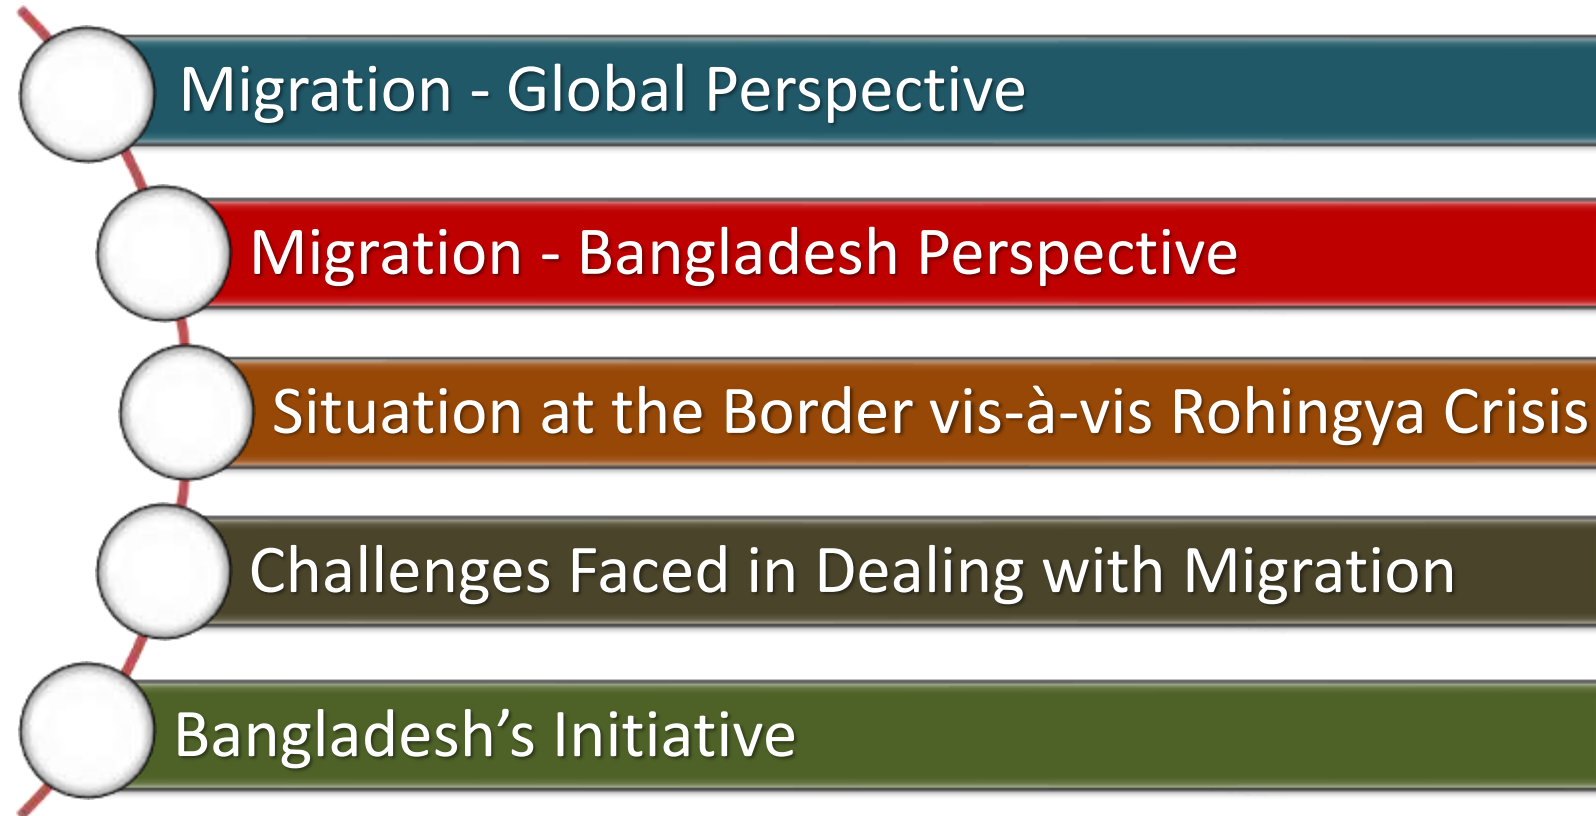 Migration - Global Perspective
Migration - Bangladesh Perspective
Situation at the Border vis-à-vis Rohingya Crisis
Challenges Faced in Dealing with Migration
Bangladesh’s Initiative